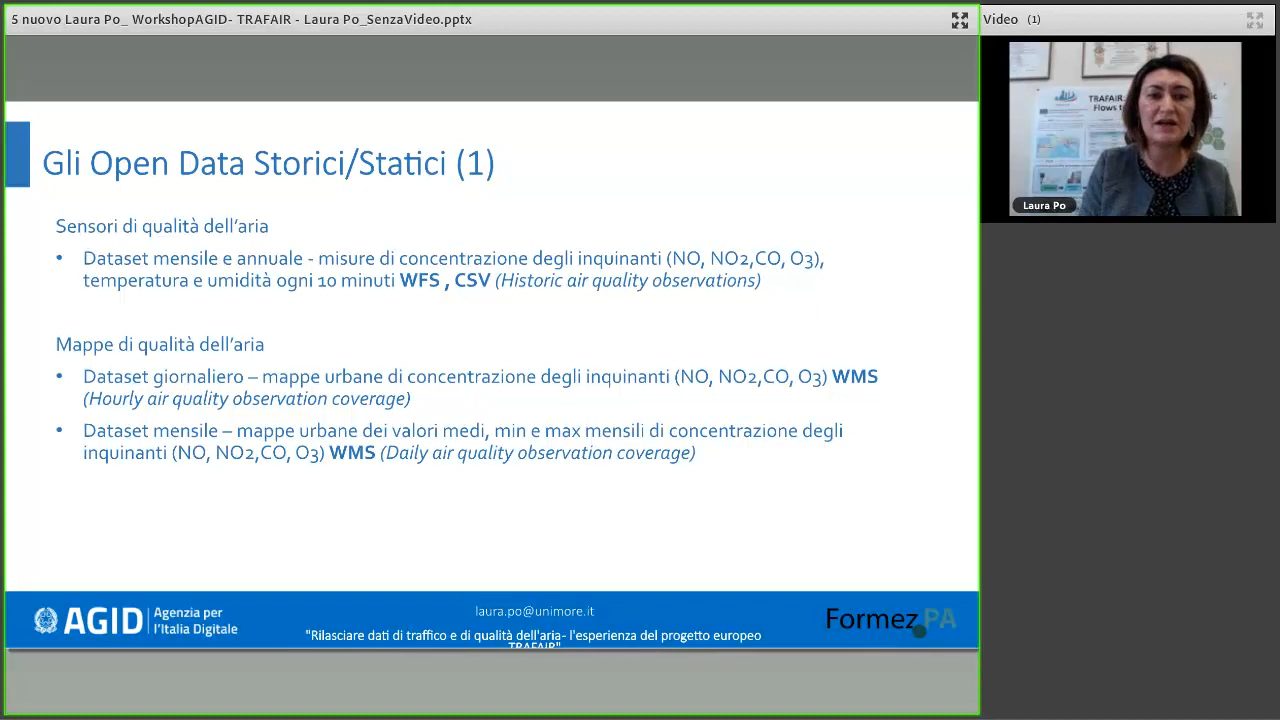 5 nuovo Laura Po_ WorkshopAGID- TRAFAIR - Laura Po_SenzaVideo.pptx
Video (1)
TRAFAIR
Flows
Laura Po
Gli Open Data Storici/Statici (1)
Sensori di qualità dell'aria
• Dataset mensile e annuale - misure di concentrazione degli inquinanti (NO, NO2,CO, O3),
temperatura e umidità ogni 10 minuti WFS , CSV (Historic air quality observations)
Mappe di qualità dell'aria
• Dataset giornaliero – mappe urbane di concentrazione degli inquinanti (NO, NO2,CO, O3) WMS
(Hourly air quality observation coverage)
• Dataset mensile – mappe urbane dei valori medi, min e max mensili di concentrazione degli
inquinanti (NO, NO2,CO, O3) WMS (Daily air quality observation coverage)
AGID Agenzia per
l'Italia Digitale
laura.po@unimore.it
"Rilasciare dati di traffico e di qualità dell'aria- l'esperienza del progetto europeo
TRAFAIR"
Formez PA